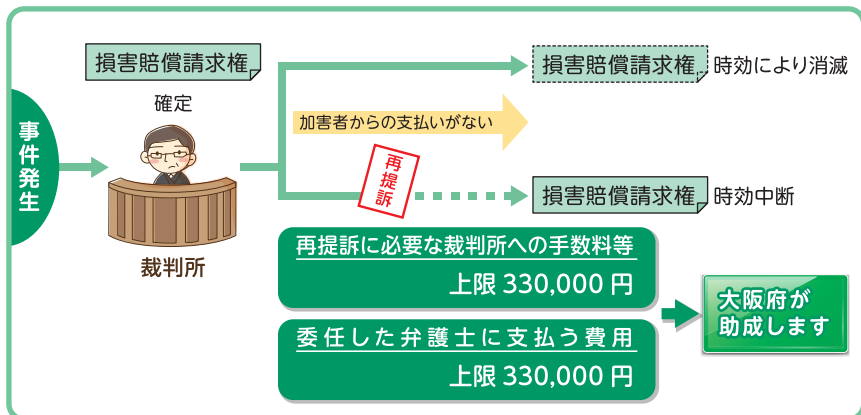 事件発生
損害賠償請求権
確定
裁判所
加害者からの支払いがない
再提訴
損害賠償請求権
時効により消滅
損害賠償請求権
時効中断
再提訴に必要な裁判所への手数料等
上限 330,000 円
委任した弁護士に支払う費用
上限 330,000 円
大阪府が
助成します